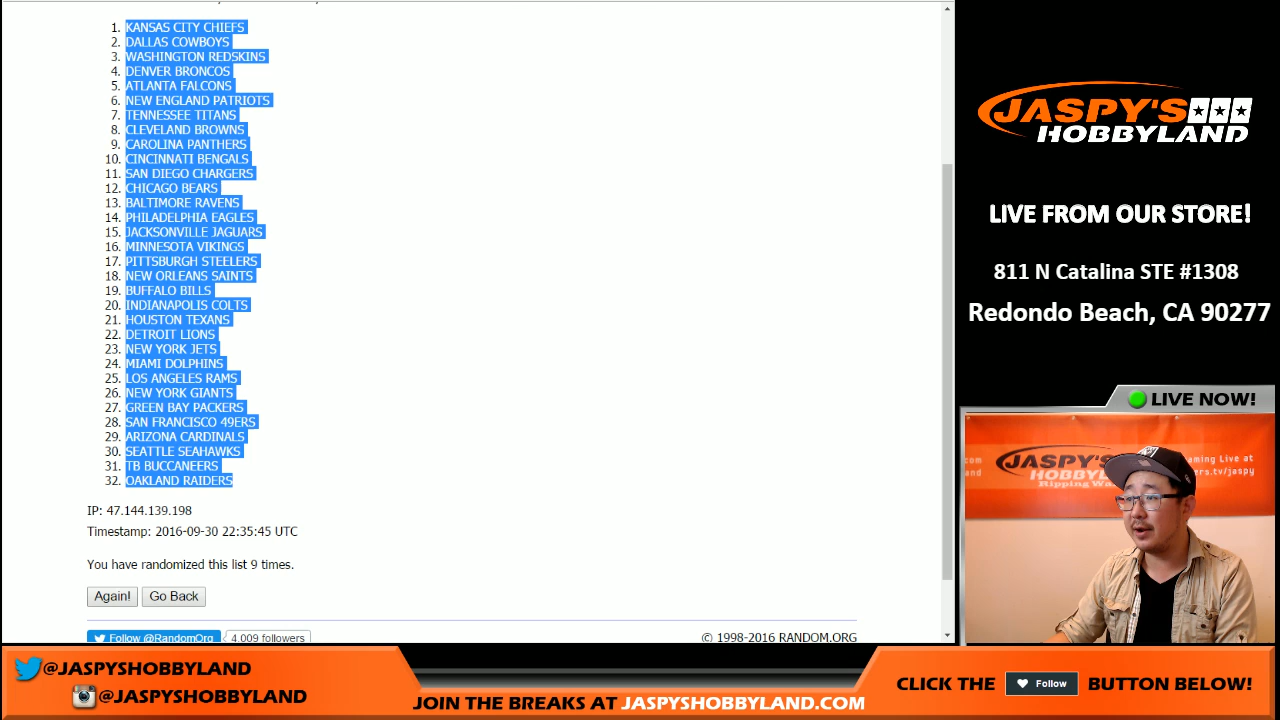 1. KANSAS CITY CHIEFS
2. DALLAS COWBOYS
3. WASHINGTON REDSKINS
4. DENVER BRONCOS
5. ATLANTA FALCONS
6. NEW ENGLAND PATRIOTS
7. TENNESSEE TITANS
8. CLEVELAND BROWNS
9. CAROLINA PANTHERS
10. CINCINNATI BENGALS
11. SAN DIEGO CHARGERS
12. CHICAGO BEARS
13. BALTIMORE RAVENS
14. PHILADELPHIA EAGLES
15. JACKSONVILLE JAGUARS
16. MINNESOTA VIKINGS
17. PITTSBURGH STEELERS
18. NEW ORLEANS SAINTS
19. BUFFALO BILLS
20. INDIANAPOLIS COLTS
21. HOUSTON TEXANS
22. DETROIT LIONS
23. NEW YORK JETS
24. MIAMI DOLPHINS
25. LOS ANGELES RAMS
26. NEW YORK GIANTS
27. GREEN BAY PACKERS
28. SAN FRANCISCO 49ERS
29. ARIZONA CARDINALS
30. SEATTLE SEAHAWKS
31. TB BUCCANEERS
32. OAKLAND RAIDERS
IP: 47.144.139.198
Timestamp: 2016-09-30 22:35:45 UTC
You have randomized this list 9 times.
Again! Go Back
Follow @RandomOrg 4,009 followers
© 1998-2016 RANDOM.ORG
JASPY'S
HOBBYLAND
LIVE FROM OUR STORE!
811 N Catalina STE #1308
Redondo Beach, CA 90277
LIVE NOW!
JASPY'S
Live at
ers.tv/jaspy
@JASPYSHOBBYLAND
@JASPYSHOBBYLAND
JOIN THE BREAKS AT JASPYSHOBBYLAND.COM
CLICK THE Follow BUTTON BELOW!